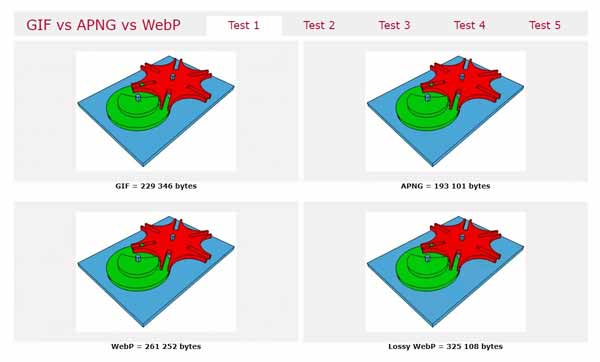 GIF vs APNG vs WebP Test 1 Test 2 Test 3 Test 4 Test 5
GIF = 229 346 bytes APNG = 193 101 bytes
WebP = 261 252 bytes Lossy WebP = 325 108 bytes